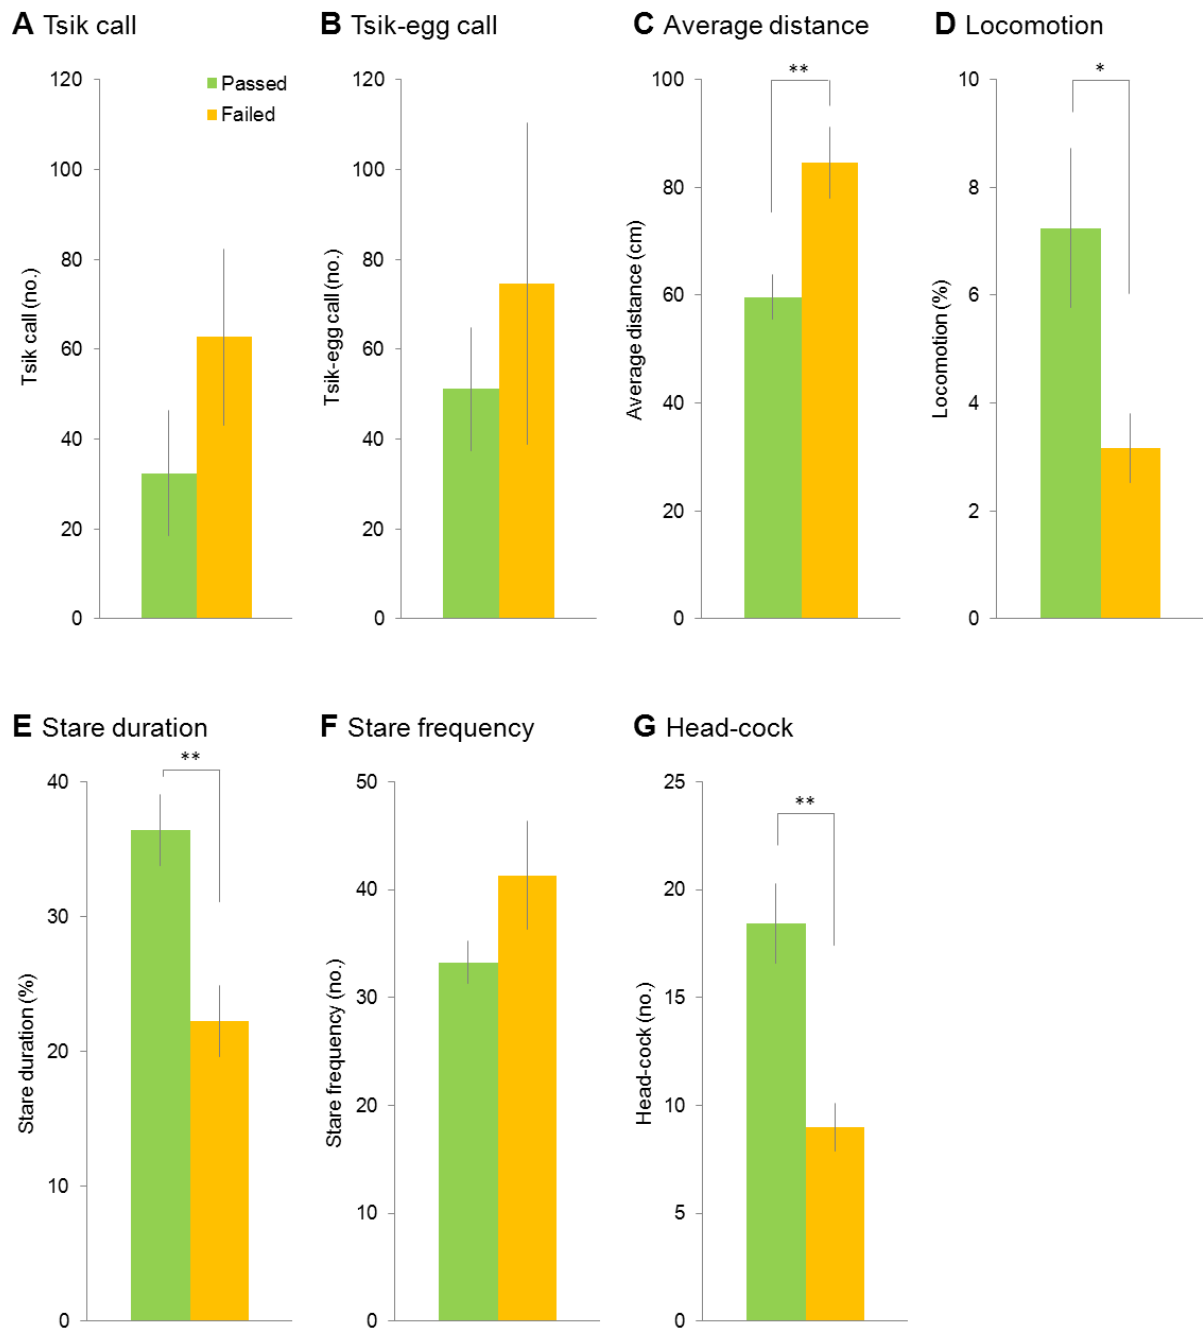 A Tsik call
B Tsik-egg call
C Average distance
D Locomotion
Passed
Failed
Tsik call (no.)
120
100
80
60
40
20
0
Tsik-egg call (no.)
120
100
80
60
40
20
0
Average distance (cm)
100
80
60
40
20
0
**
Locomotion (%)
10
8
6
4
2
0
*
E Stare duration
F Stare frequency
G Head-cock
Stare duration (%)
40
30
20
10
0
**
Stare frequency (no.)
50
40
30
20
10
0
Head-cock (no.)
25
20
15
10
5
0
**